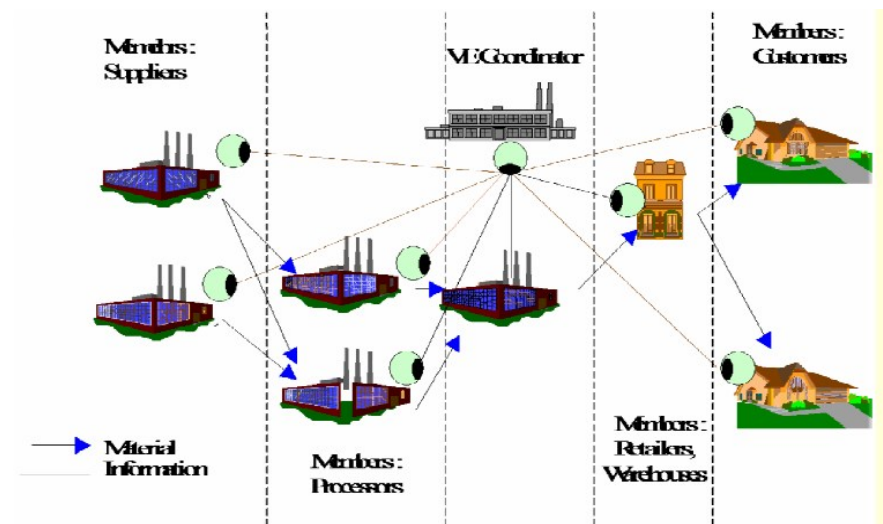 Members :
Suppliers
VE Coordinator
Members :
Customers
Material
Information
Members :
Processors
Members :
Retailers,
Warehouses